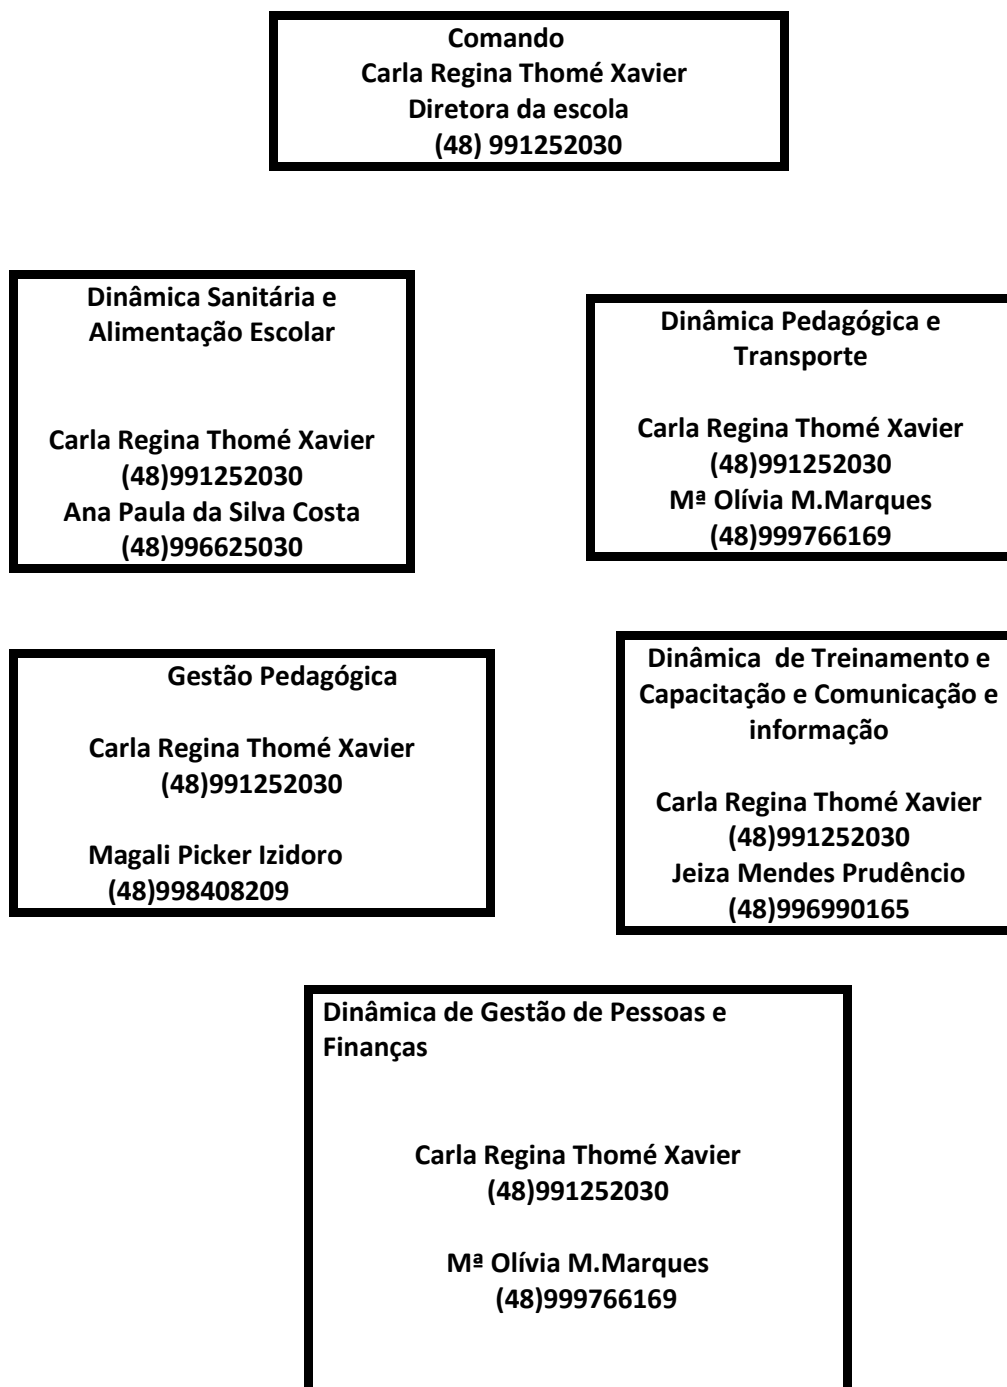 Comando
Carla Regina Thomé Xavier
Diretora da escola
(48) 991252030
Dinâmica Sanitária e
Alimentação Escolar
Carla Regina Thomé Xavier
(48)991252030
Ana Paula da Silva Costa
(48)996625030
Dinâmica Pedagógica e
Transporte
Carla Regina Thomé Xavier
(48)991252030
Mª Olívia M.Marques
(48)999766169
Gestão Pedagógica
Carla Regina Thomé Xavier
(48)991252030
Magali Picker Izidoro
(48)998408209
Dinâmica  de Treinamento e
Capacitação e Comunicação e
informação
Carla Regina Thomé Xavier
(48)991252030
Jeiza Mendes Prudêncio
(48)996990165
Dinâmica de Gestão de Pessoas e
Finanças
Carla Regina Thomé Xavier
(48)991252030
Mª Olívia M.Marques
(48)999766169